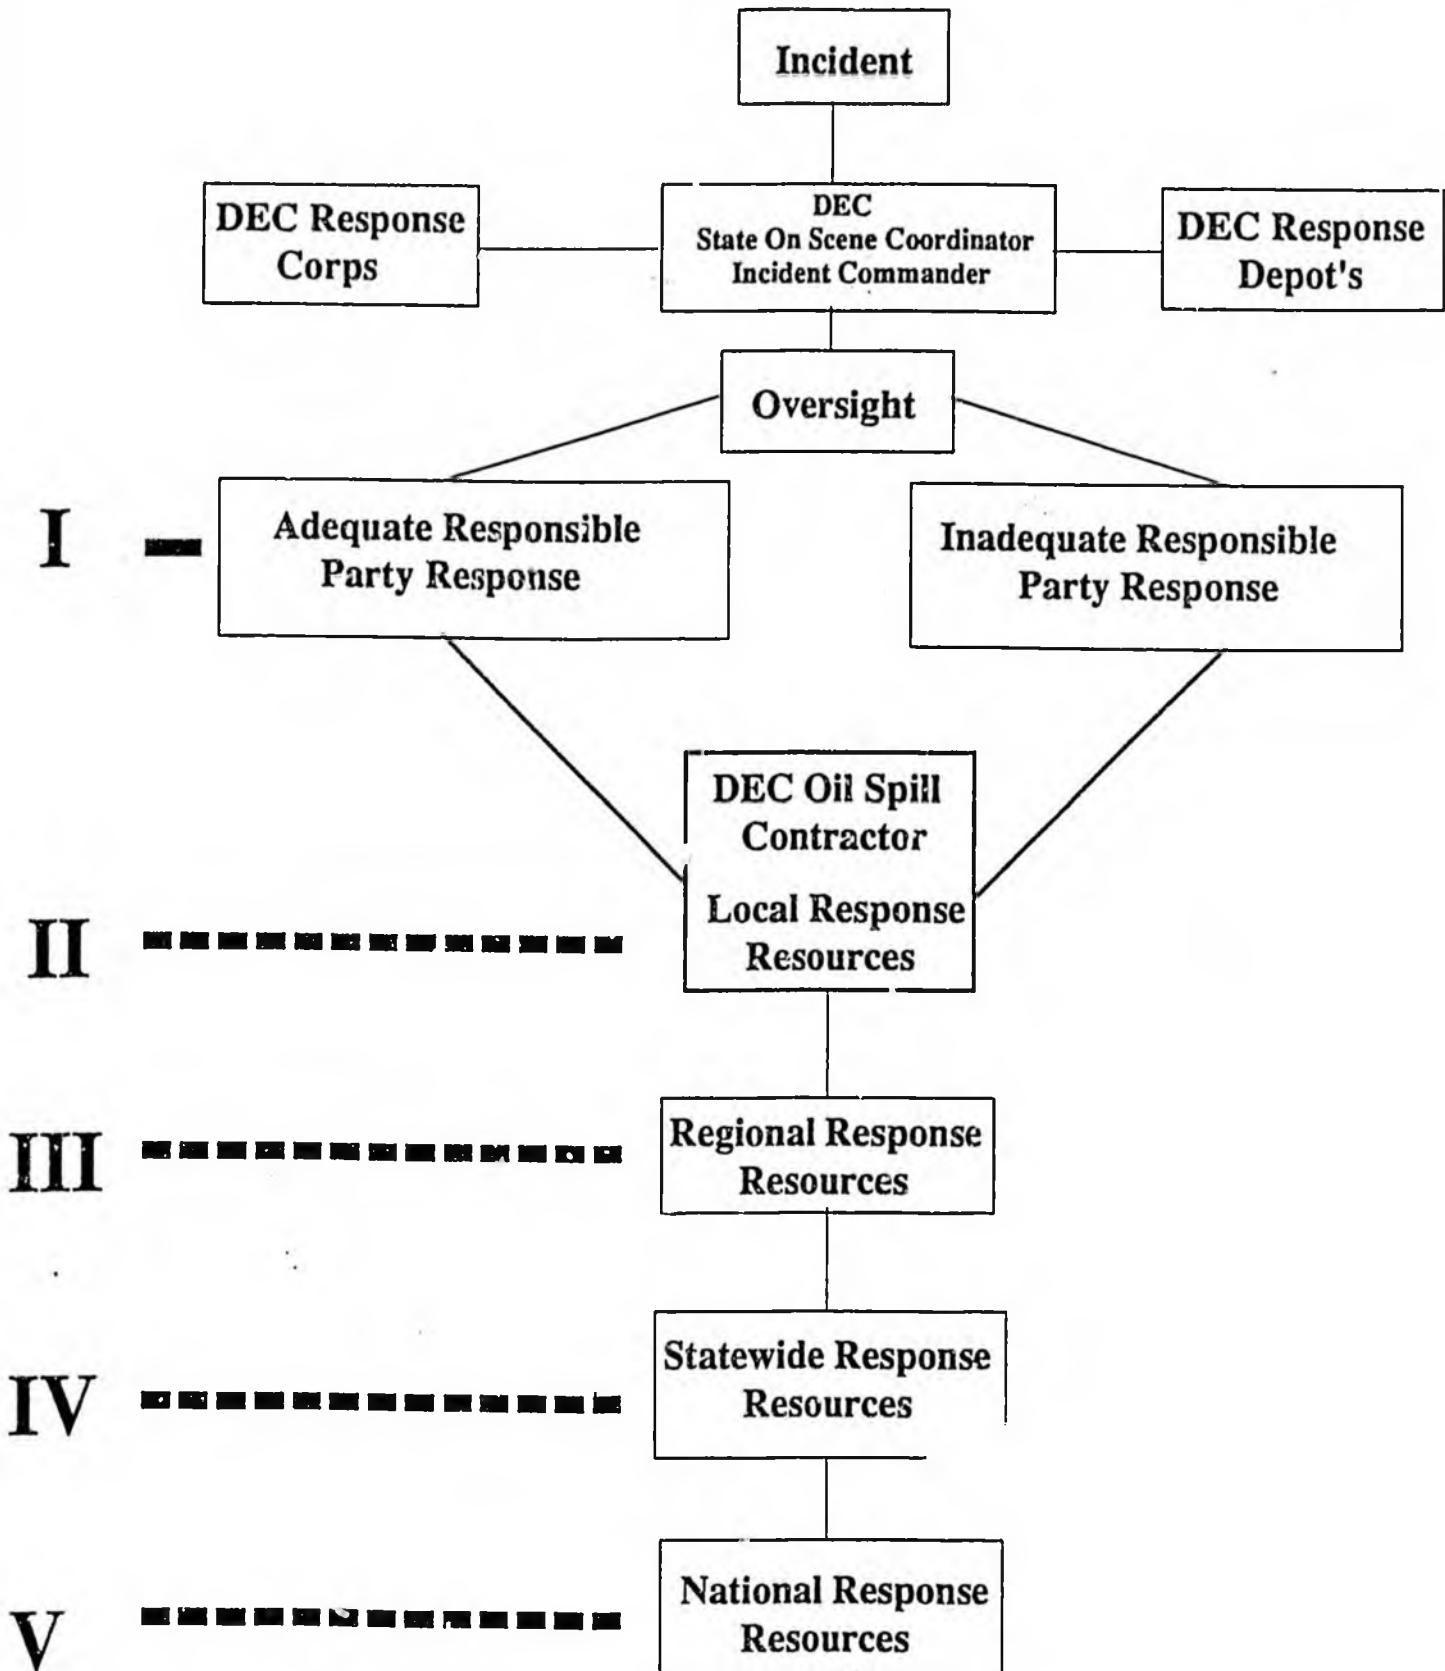 Incident
DEC Response
Corps
DEC
State On Scene Coordinator
Incident Commander
DEC Response
Depot's
Oversight
I
Adequate Responsible
Party Response
Inadequate Responsible
Party Response
DEC Oil Spill
Contractor
Local Response
Resources
II
III
Regional Response
Resources
IV
Statewide Response
Resources
V
National Response
Resources